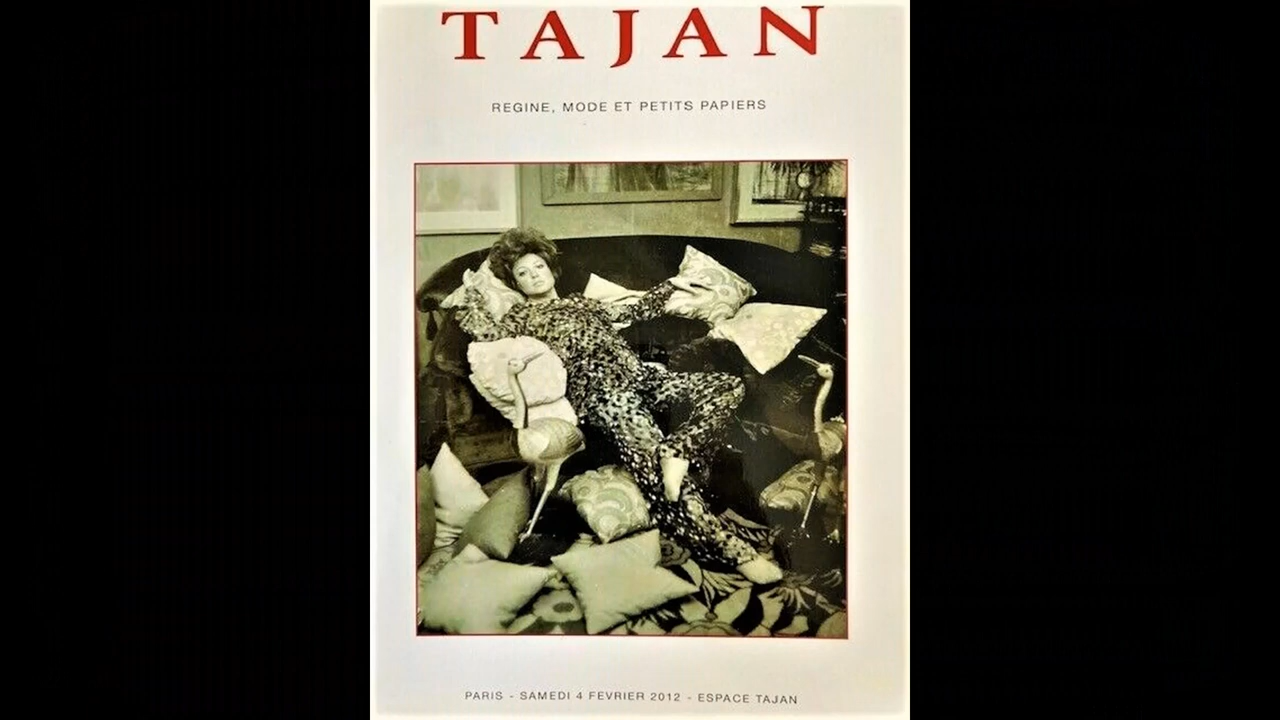 TAJAN
REGINE, MODE ET PETITS PAPIERS
PARIS - SAMEDI 4 FEVRIER 2012 - ESPACE TAJAN